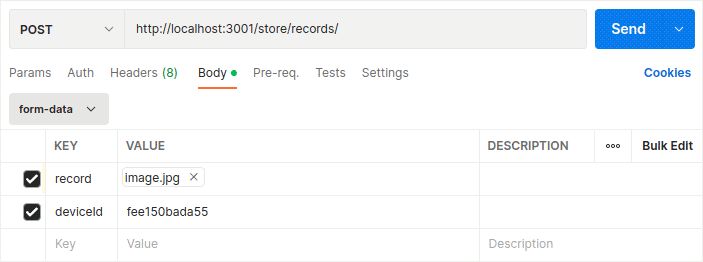 POST http://localhost:3001/store/records/ Send
Params Auth Headers (8) Body Pre-req. Tests Settings Cookies
form-data
KEY VALUE DESCRIPTION ooo Bulk Edit
record image.jpg ×
deviceId fee150bada55
Key Value Description